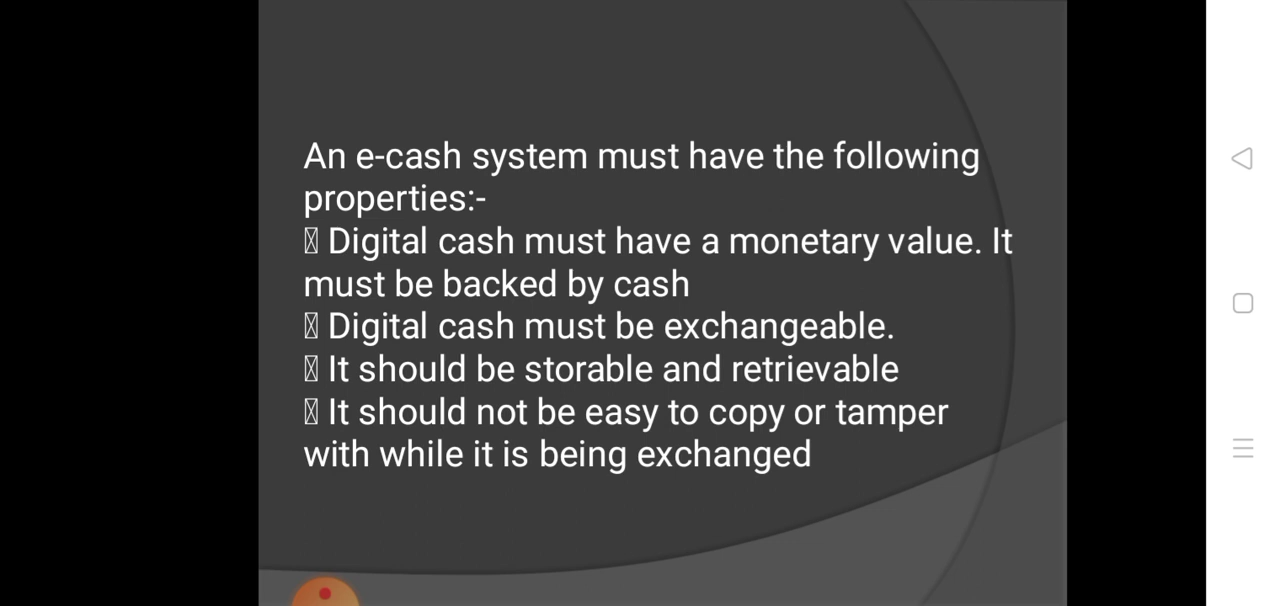 An e-cash system must have the following
properties:-
 Digital cash must have a monetary value. It
must be backed by cash
 Digital cash must be exchangeable.
 It should be storable and retrievable
 It should not be easy to copy or tamper
with while it is being exchanged